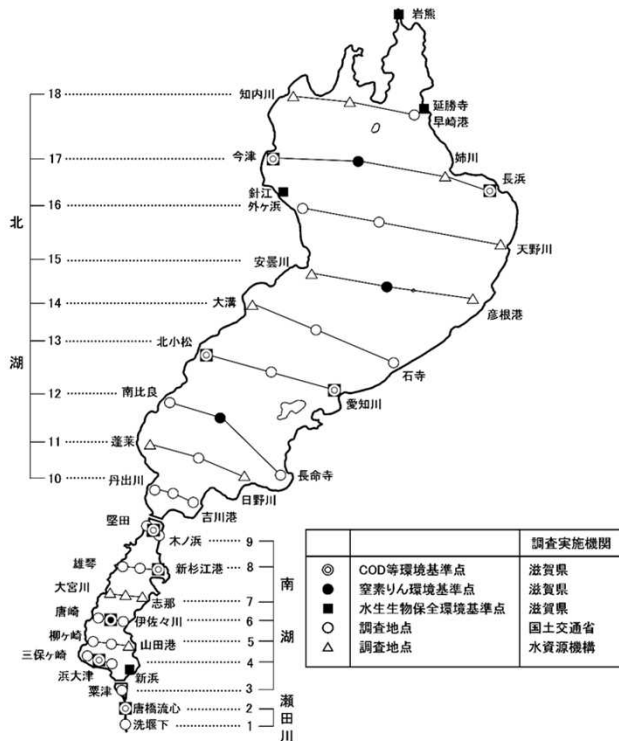 岩熊
18 知内川
延勝寺
早崎港
17 今津
姉川
長浜
針江
16 外ヶ浜
北
天野川
15 安曇川
14 大溝
彦根港
13
湖
北小松
石寺
12 南比良
愛知川
11 蓬莱
10 丹出川
長命寺
日野川
吉川港
堅田
木ノ浜 9
雄琴
新杉江港 8
南
大宮川
志那 7
唐崎
伊佐々川 6
湖
柳ヶ崎
山田港 5
三保ヶ崎
4
浜大津
新浜
粟津
3
瀬田川
唐橋流心 2
洗堰下 1
調査実施機関
◎ COD等環境基準点 滋賀県
● 窒素りん環境基準点 滋賀県
■ 水生生物保全環境基準点 滋賀県
○ 調査地点 国土交通省
△ 調査地点 水資源機構